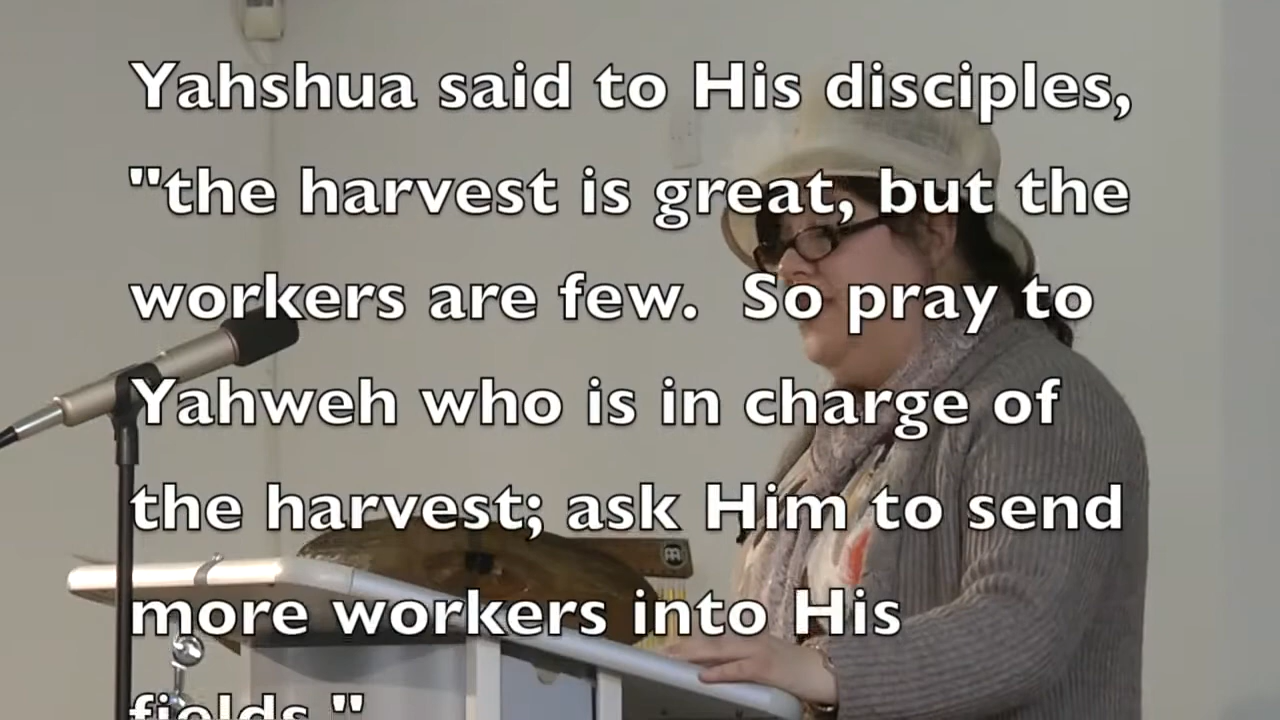 Yahshua said to His disciples,
"the harvest is great, but the
workers are few.  So pray to
Yahweh who is in charge of
the harvest; ask Him to send
more workers into His
fields."